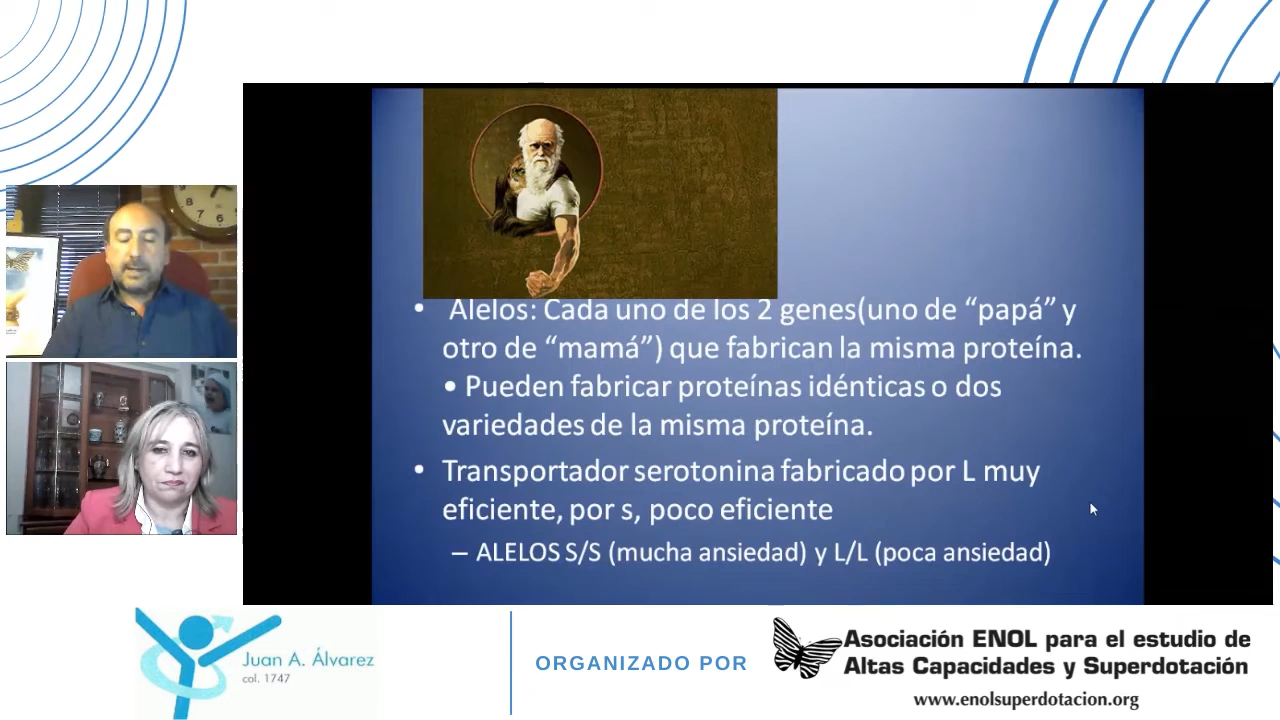 • Alelos: Cada uno de los 2 genes(uno de “papá” y
otro de “mamá”) que fabrican la misma proteína.
• Pueden fabricar proteínas idénticas o dos
variedades de la misma proteína.
• Transportador serotonina fabricado por L muy
eficiente, por s, poco eficiente
– ALELOS S/S (mucha ansiedad) y L/L (poca ansiedad)
Juan A. Álvarez
col. 1747
ORGANIZADO POR
Asociación ENOL para el estudio de
Altas Capacidades y Superdotación
www.enolsuperdotacion.org